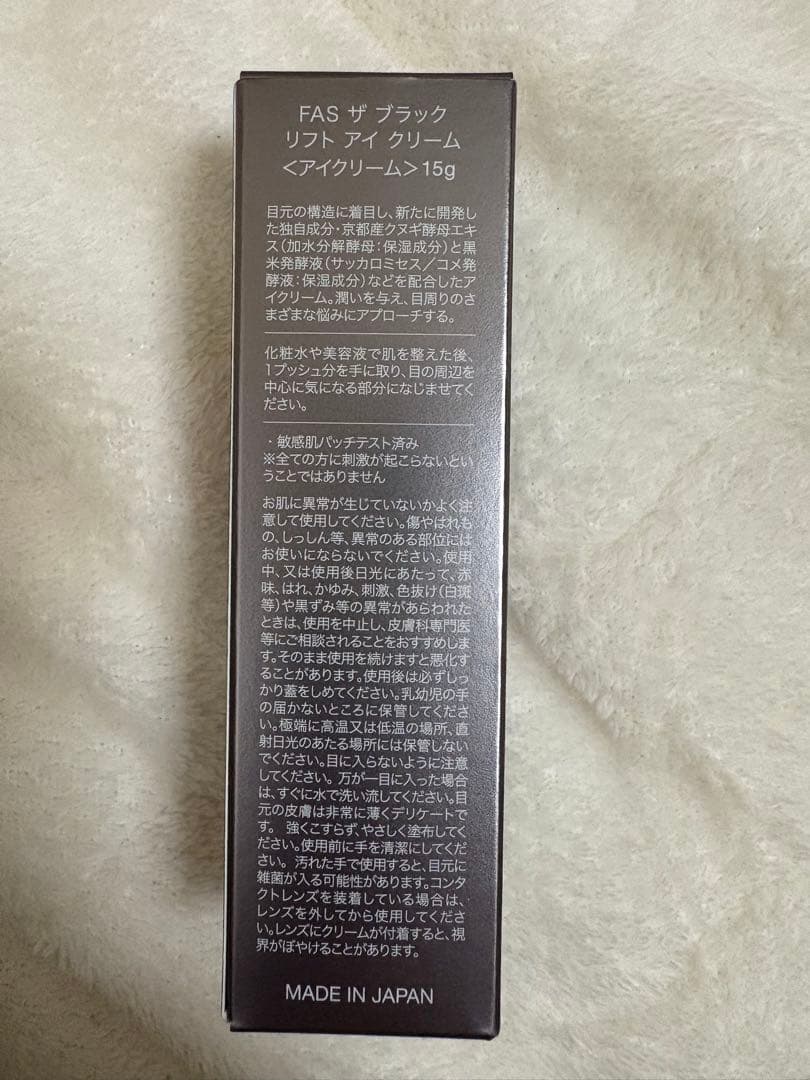 FAS ザ ブラック
リフト アイ クリーム
＜アイクリーム＞15g
目元の構造に着目し、新たに開発し
た独自成分・京都産クヌギ酵母エキ
ス（加水分解酵母：保湿成分）と黒
米発酵液（サッカロミセス／コメ発
酵液：保湿成分）などを配合したア
イクリーム。潤いを与え、目周りのさ
まざまな悩みにアプローチする。
化粧水や美容液で肌を整えた後、
1プッシュ分を手に取り、目の周辺を
中心に気になる部分になじませてく
ださい。
・敏感肌パッチテスト済み
※全ての方に刺激が起こらないとい
うことではありません
お肌に異常が生じていないかよく注
意して使用してください。傷やはれも
の、しっしん等、異常のある部位には
お使いにならないでください。使用
中、又は使用後日光にあたって、赤
味、はれ、かゆみ、刺激、色抜け（白斑
等）や黒ずみ等の異常があらわれた
ときは、使用を中止し、皮膚科専門医
等にご相談されることをおすすめしま
す。そのまま使用を続けますと悪化す
ることがあります。使用後は必ずしっ
かり蓋をしめてください。乳幼児の手
の届かないところに保管してくださ
い。極端に高温又は低温の場所、直
射日光のあたる場所には保管しない
でください。目に入らないように注意
してください。 万が一目に入った場合
は、すぐに水で洗い流してください。目
元の皮膚は非常に薄くデリケートで
す。 強くこすらず、やさしく塗布してく
ださい。使用前に手を清潔にしてくだ
さい。 汚れた手で使用すると、目元に
雑菌が入る可能性があります。コンタ
クトレンズを装着している場合は、
レンズを外してから使用してくださ
い。レンズにクリームが付着すると、視
界がぼやけることがあります。
MADE IN JAPAN